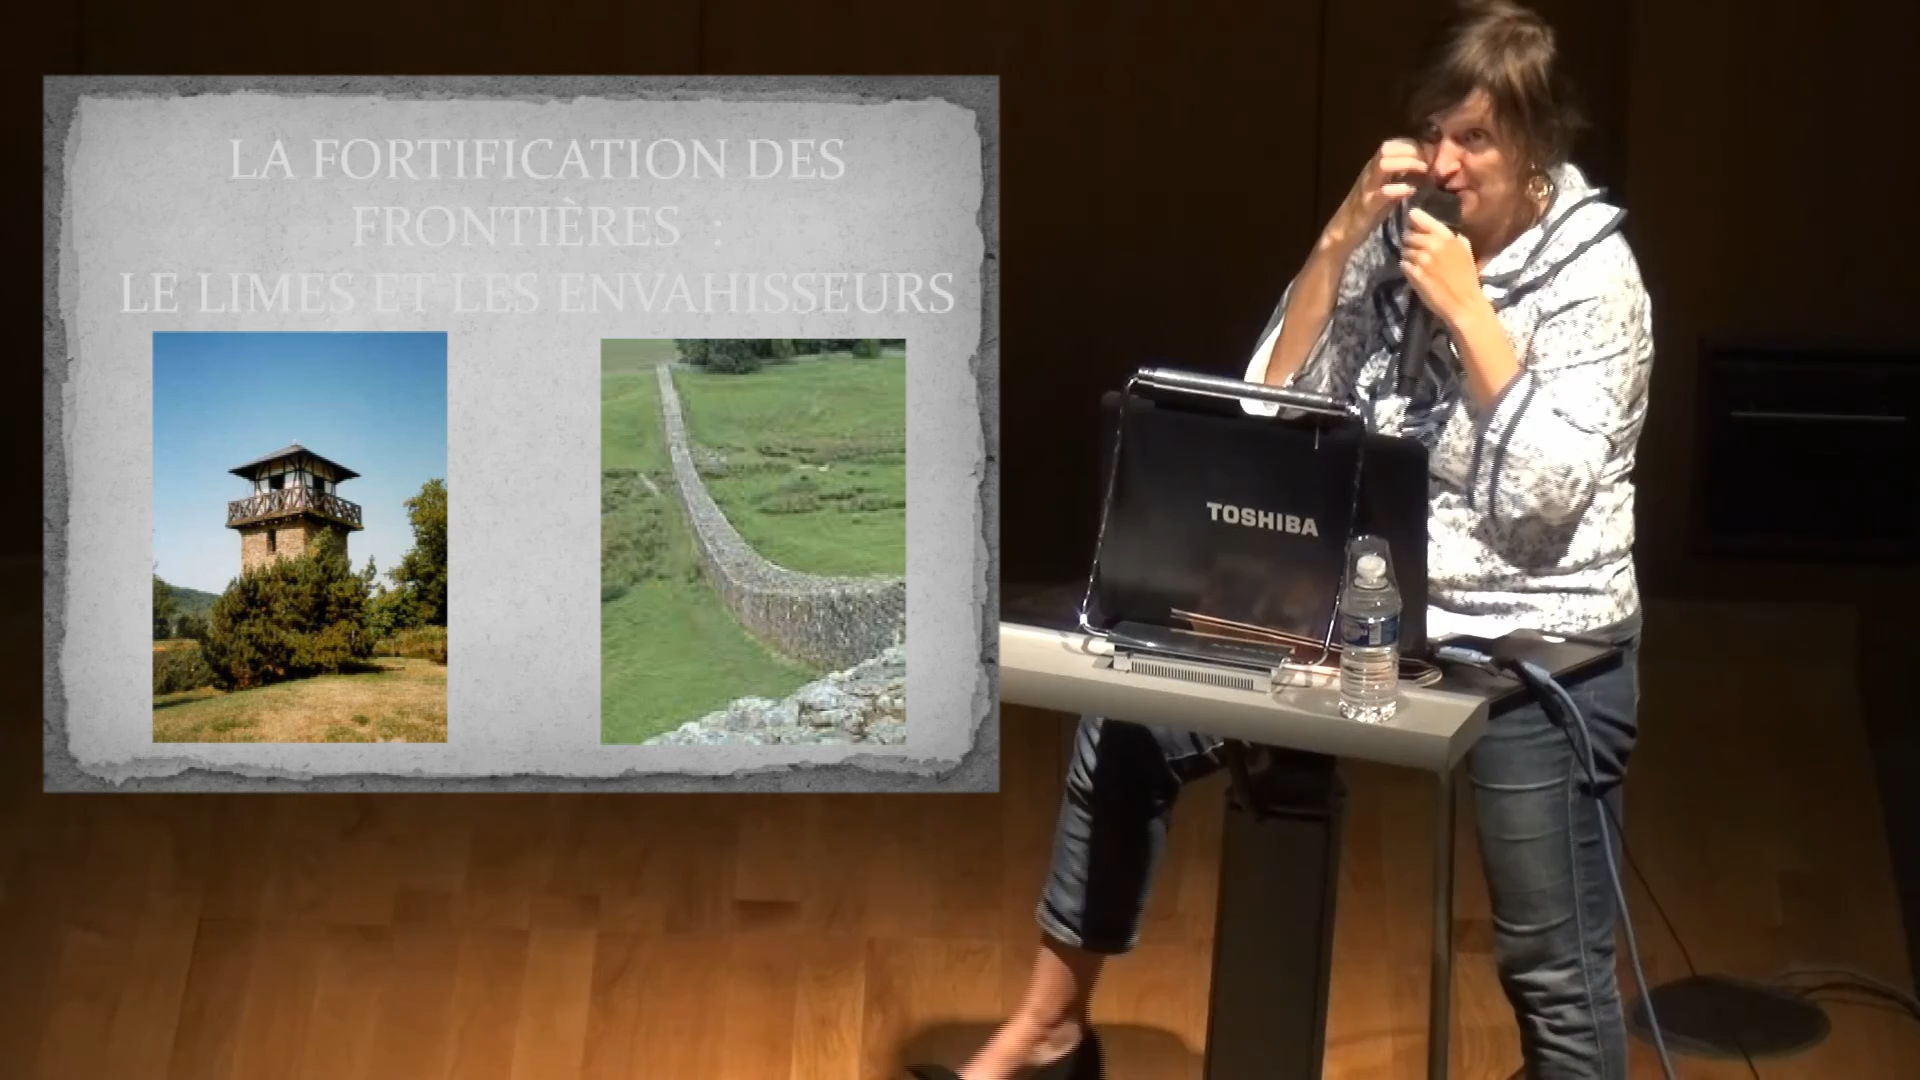 LA FORTIFICATION DES
FRONTIÈRES :
LE LIMES ET LES ENVAHISSEURS
TOSHIBA